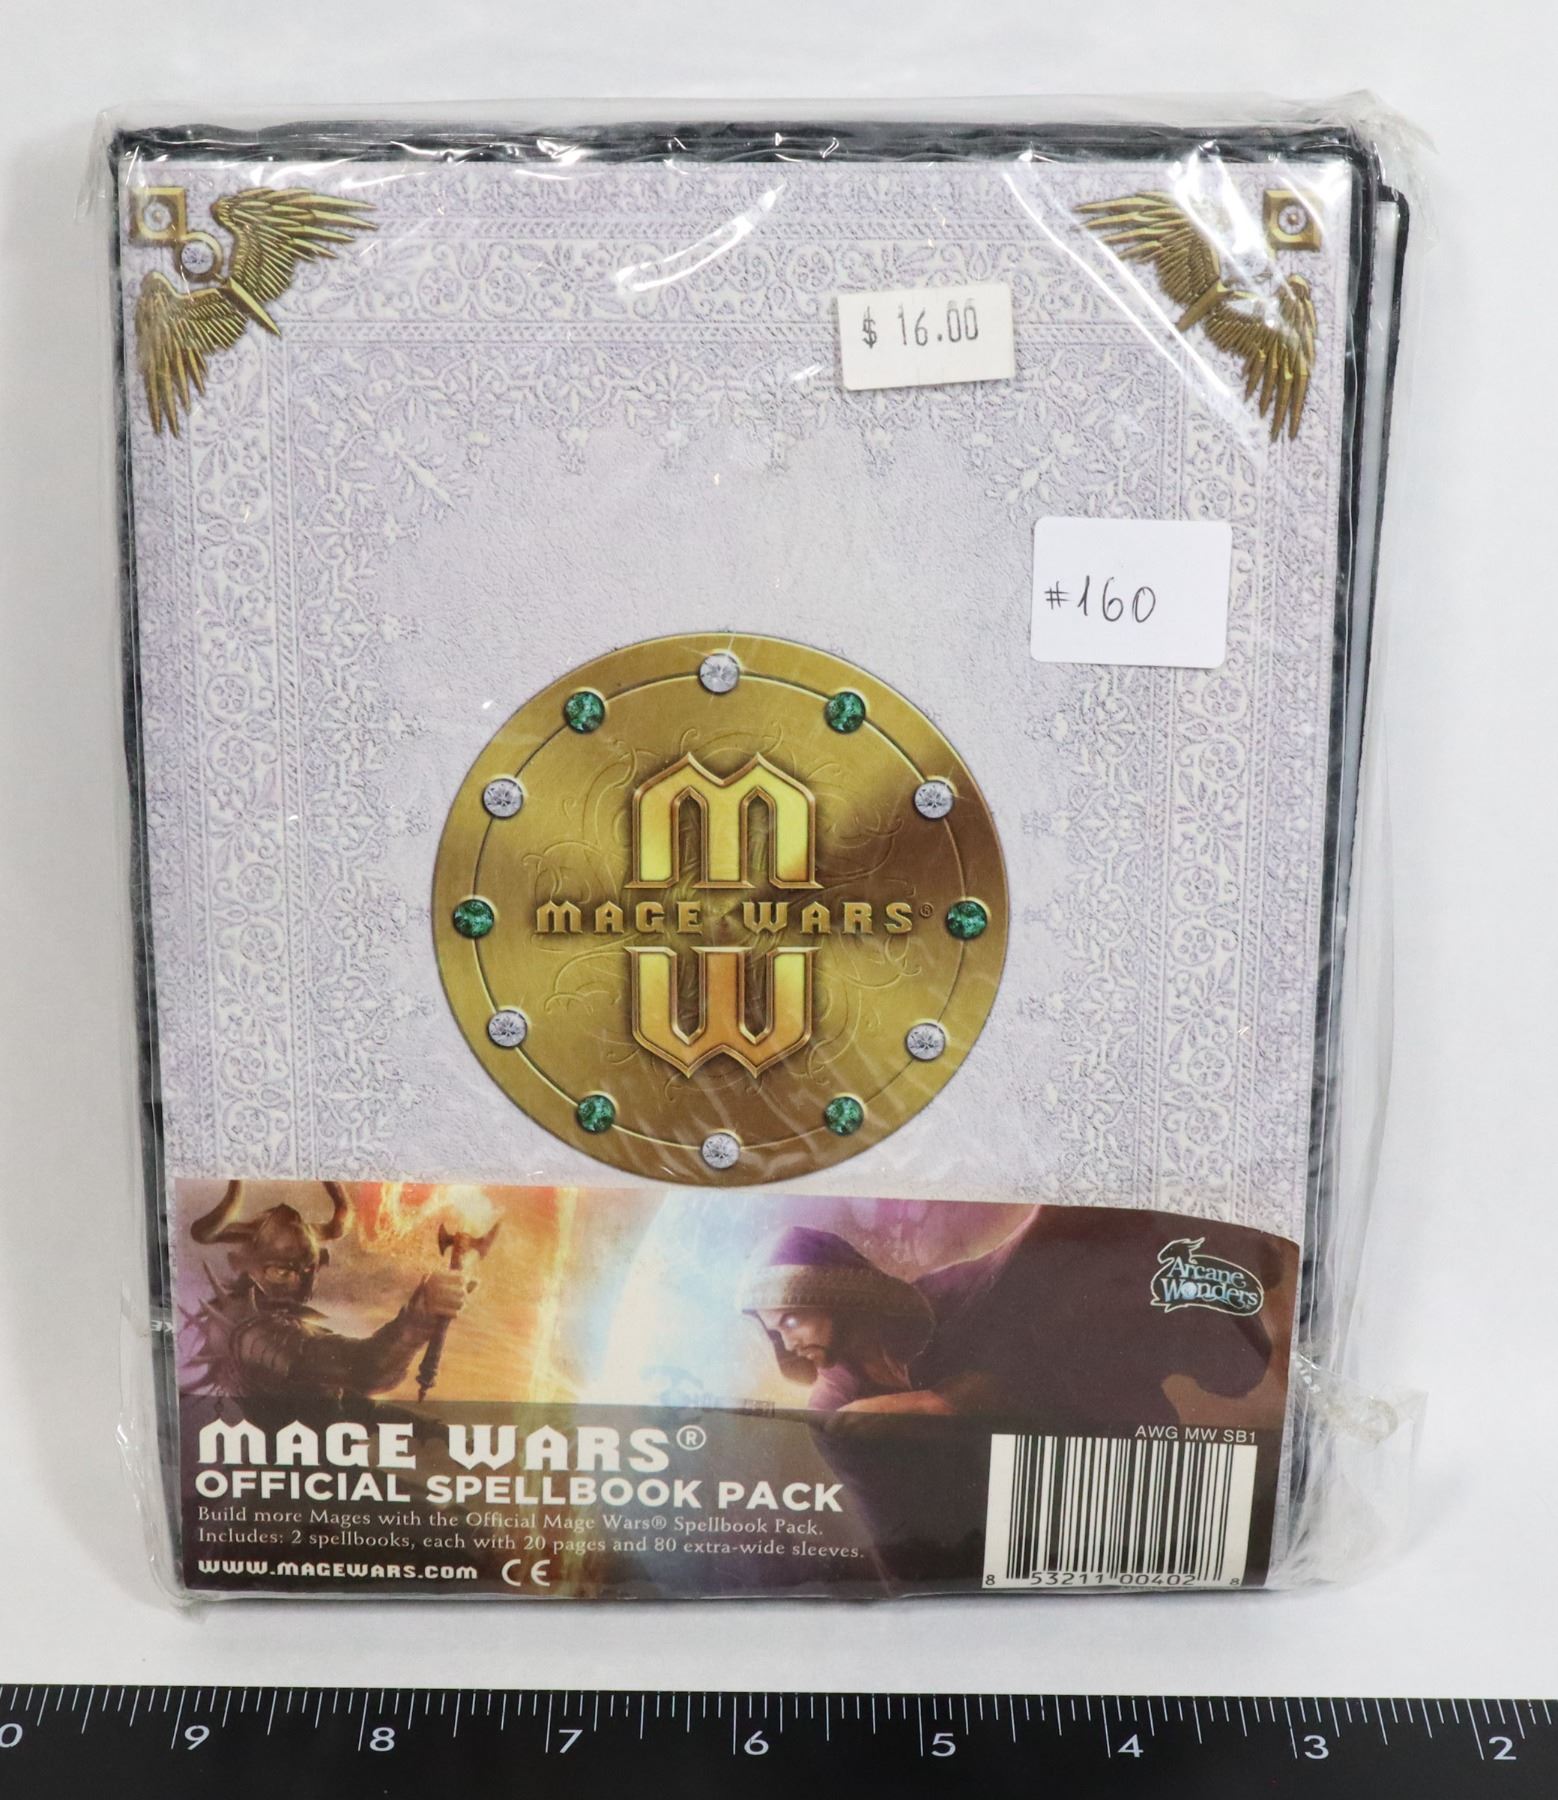 $ 16.00
#160
M
MAGE WARS®
W
Arcane
Wonders
AWG MW SB1
MAGE WARS®
OFFICIAL SPELLBOOK PACK
Build more Mages with the Official Mage Wars® Spellbook Pack.
Includes: 2 spellbooks, each with 20 pages and 80 extra-wide sleeves.
WWW.MAGEWARS.COM CE
8 53211 00402 8
0 9 8 7 6 5 4 3 2